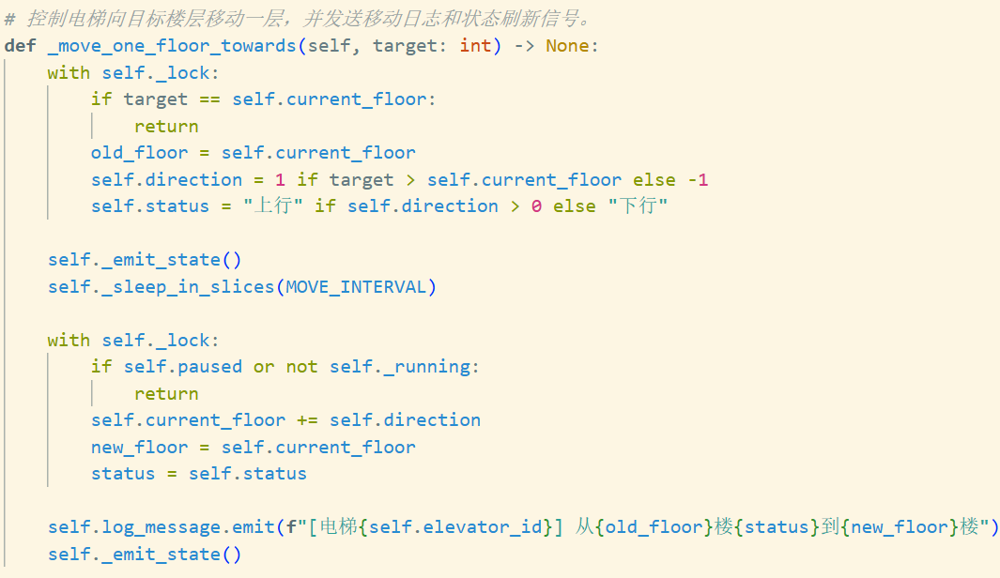 # 控制电梯向目标楼层移动一层，并发送移动日志和状态刷新信号。
def _move_one_floor_towards(self, target: int) -> None:
    with self._lock:
        if target == self.current_floor:
            return
        old_floor = self.current_floor
        self.direction = 1 if target > self.current_floor else -1
        self.status = "上行" if self.direction > 0 else "下行"

    self._emit_state()
    self._sleep_in_slices(MOVE_INTERVAL)

    with self._lock:
        if self.paused or not self._running:
            return
        self.current_floor += self.direction
        new_floor = self.current_floor
        status = self.status

    self.log_message.emit(f"[电梯{self.elevator_id}] 从{old_floor}楼{status}到{new_floor}楼")
    self._emit_state()